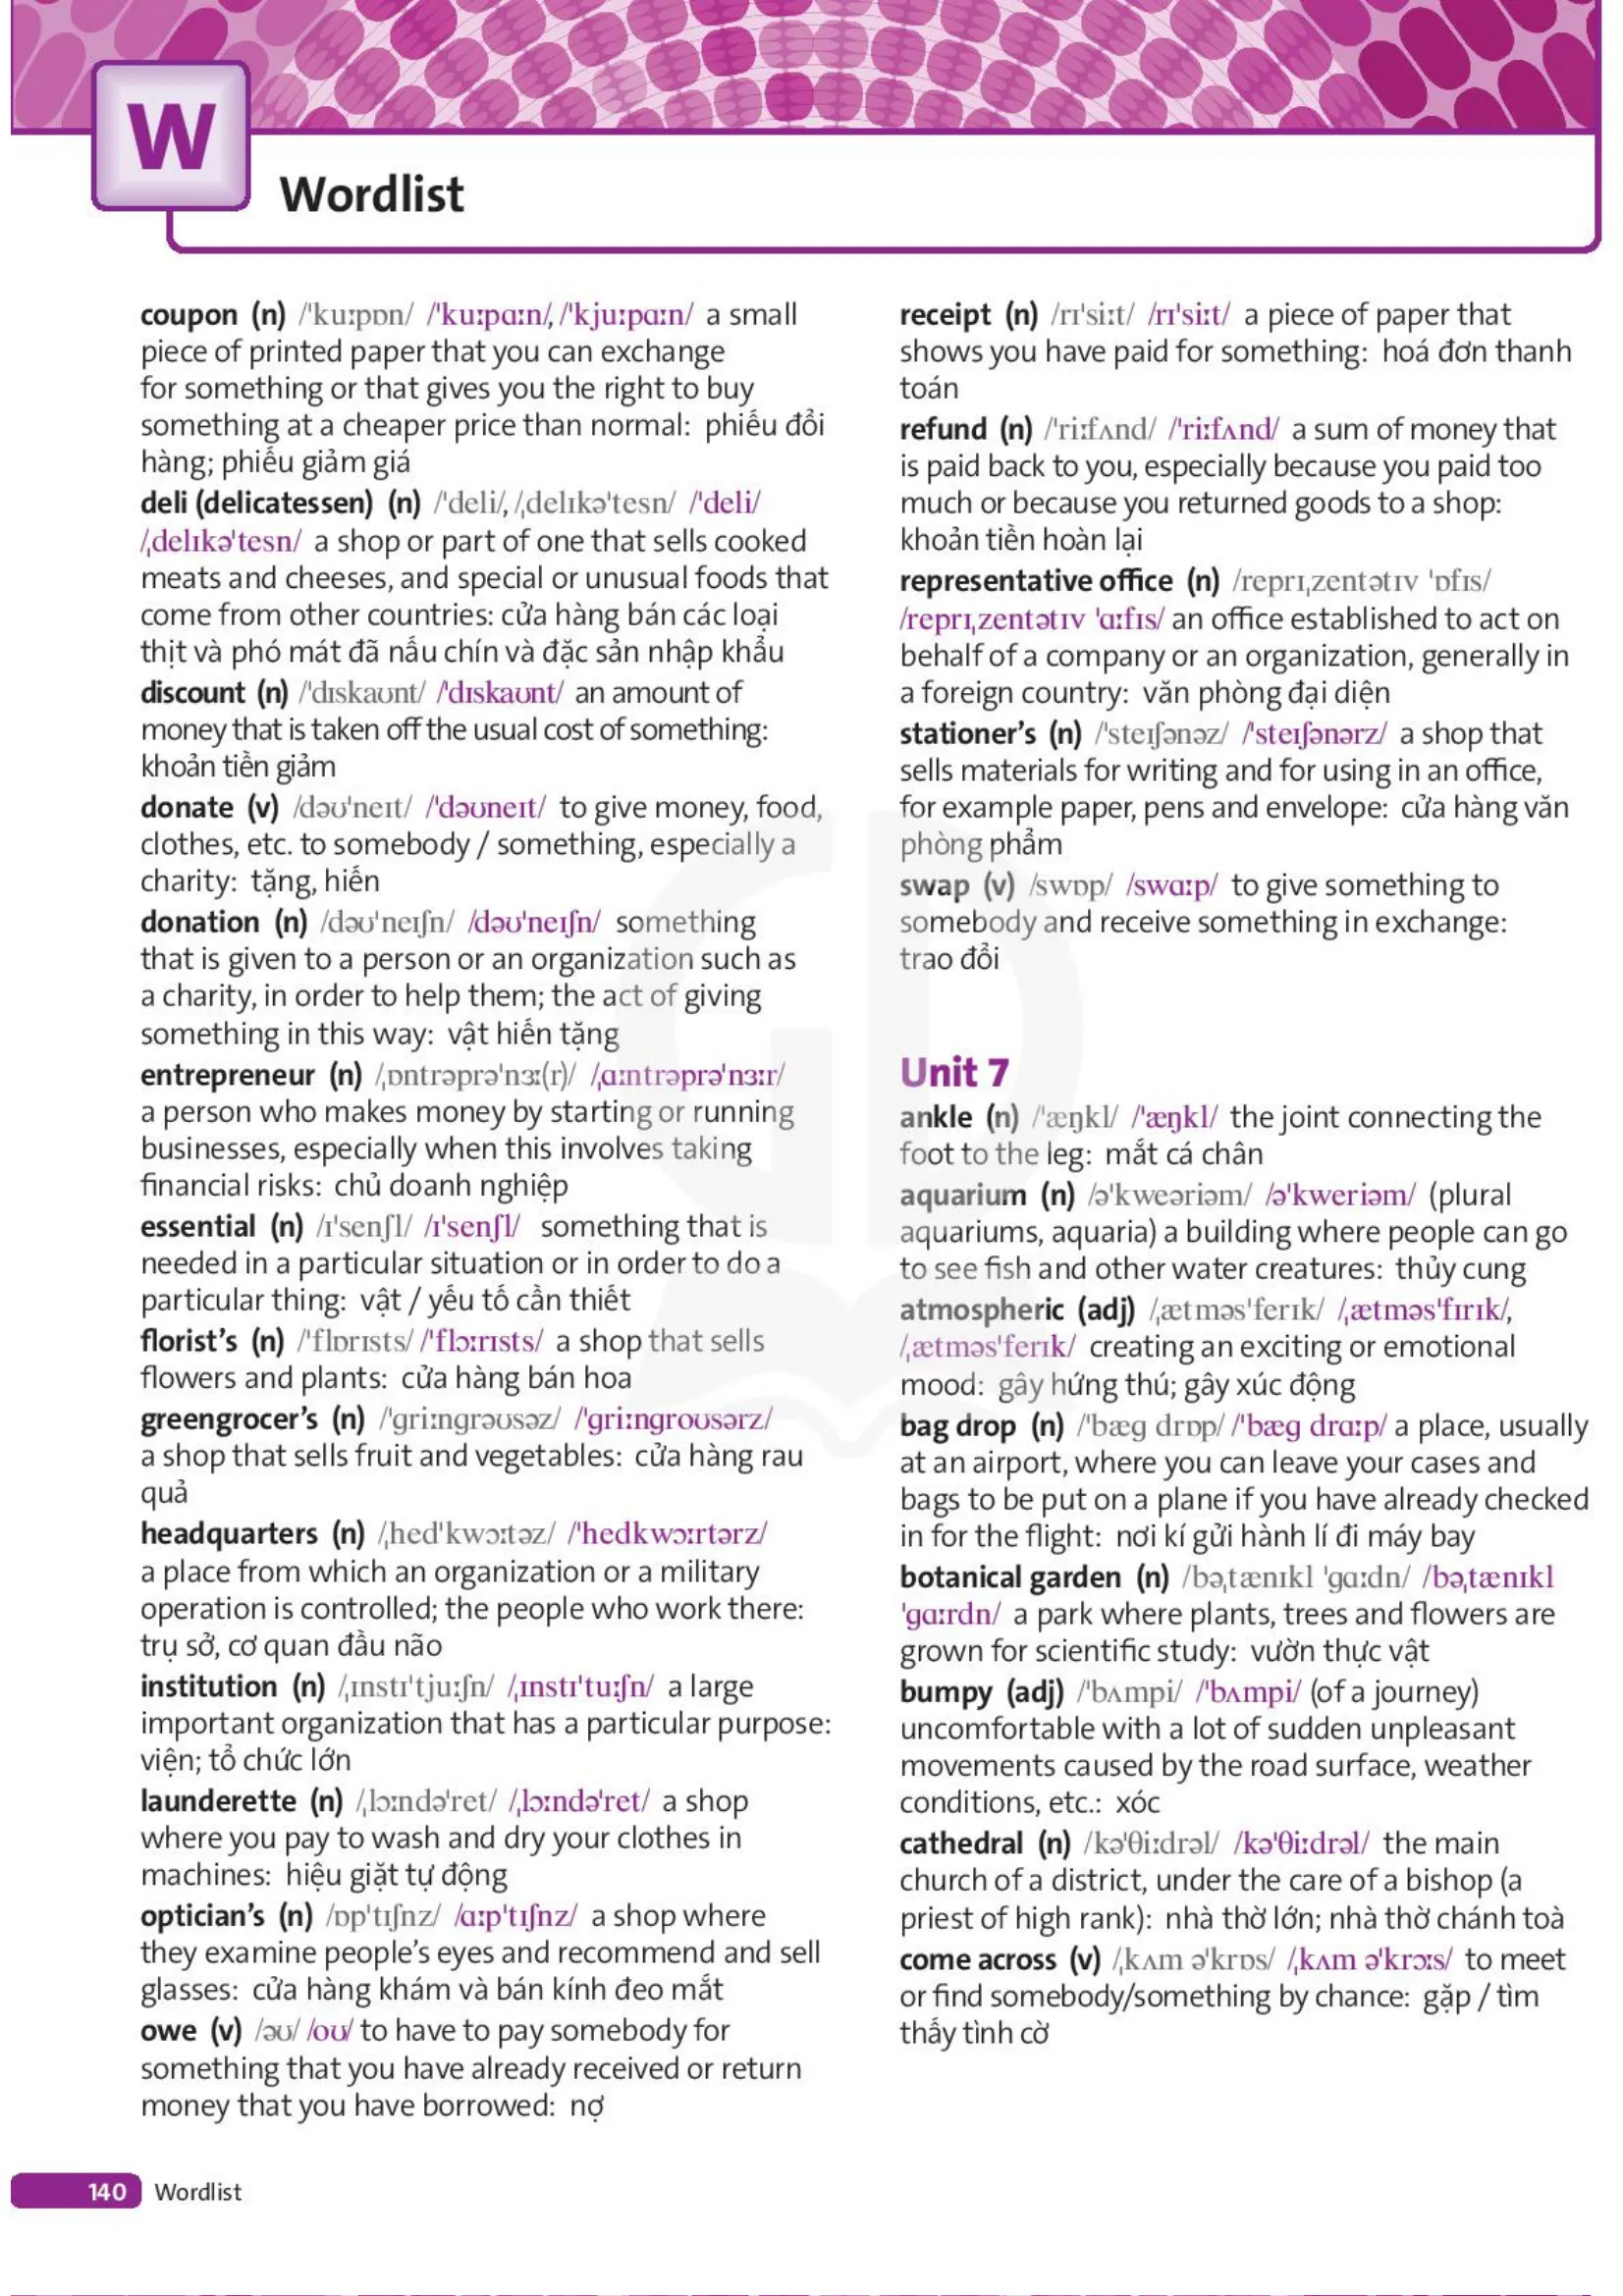 W
Wordlist
coupon (n) /ˈkuːpɒn/ /ˈkuːpɑːn/, /ˈkjuːpɑːn/ a small
piece of printed paper that you can exchange
for something or that gives you the right to buy
something at a cheaper price than normal: phiếu đổi
hàng; phiếu giảm giá
deli (delicatessen) (n) /ˈdeli/, /ˌdelɪkəˈtesn/ /ˈdeli/
/ˌdelɪkəˈtesn/ a shop or part of one that sells cooked
meats and cheeses, and special or unusual foods that
come from other countries: cửa hàng bán các loại
thịt và phó mát đã nấu chín và đặc sản nhập khẩu
discount (n) /ˈdɪskaʊnt/ /ˈdɪskaʊnt/ an amount of
money that is taken off the usual cost of something:
khoản tiền giảm
donate (v) /dəʊˈneɪt/ /ˈdəʊneɪt/ to give money, food,
clothes, etc. to somebody / something, especially a
charity: tặng, hiến
donation (n) /dəʊˈneɪʃn/ /dəʊˈneɪʃn/ something
that is given to a person or an organization such as
a charity, in order to help them; the act of giving
something in this way: vật hiến tặng
entrepreneur (n) /ˌɒntrəprəˈnɜː(r)/ /ˌɑːntrəprəˈnɜːr/
a person who makes money by starting or running
businesses, especially when this involves taking
financial risks: chủ doanh nghiệp
essential (n) /ɪˈsenʃl/ /ɪˈsenʃl/ something that is
needed in a particular situation or in order to do a
particular thing: vật / yếu tố cần thiết
florist’s (n) /ˈflɒrɪsts/ /ˈflɔːrɪsts/ a shop that sells
flowers and plants: cửa hàng bán hoa
greengrocer’s (n) /ˈɡriːnɡrəʊsəz/ /ˈɡriːnɡroʊsərz/
a shop that sells fruit and vegetables: cửa hàng rau
quả
headquarters (n) /ˌhedˈkwɔːtəz/ /ˈhedkwɔːrtərz/
a place from which an organization or a military
operation is controlled; the people who work there:
trụ sở, cơ quan đầu não
institution (n) /ˌɪnstɪˈtjuːʃn/ /ˌɪnstɪˈtuːʃn/ a large
important organization that has a particular purpose:
viện; tổ chức lớn
launderette (n) /ˌlɔːndəˈret/ /ˌlɔːndəˈret/ a shop
where you pay to wash and dry your clothes in
machines: hiệu giặt tự động
optician’s (n) /ɒpˈtɪʃnz/ /ɑːpˈtɪʃnz/ a shop where
they examine people’s eyes and recommend and sell
glasses: cửa hàng khám và bán kính đeo mắt
owe (v) /əʊ/ /oʊ/ to have to pay somebody for
something that you have already received or return
money that you have borrowed: nợ
receipt (n) /rɪˈsiːt/ /rɪˈsiːt/ a piece of paper that
shows you have paid for something: hoá đơn thanh
toán
refund (n) /ˈriːfʌnd/ /ˈriːfʌnd/ a sum of money that
is paid back to you, especially because you paid too
much or because you returned goods to a shop:
khoản tiền hoàn lại
representative office (n) /reprɪˌzentətɪv ˈɒfɪs/
/reprɪˌzentətɪv ˈɑːfɪs/ an office established to act on
behalf of a company or an organization, generally in
a foreign country: văn phòng đại diện
stationer’s (n) /ˈsteɪʃənəz/ /ˈsteɪʃənərz/ a shop that
sells materials for writing and for using in an office,
for example paper, pens and envelope: cửa hàng văn
phòng phẩm
swap (v) /swɒp/ /swɑːp/ to give something to
somebody and receive something in exchange:
trao đổi
Unit 7
ankle (n) /ˈæŋkl/ /ˈæŋkl/ the joint connecting the
foot to the leg: mắt cá chân
aquarium (n) /əˈkweəriəm/ /əˈkweriəm/ (plural
aquariums, aquaria) a building where people can go
to see fish and other water creatures: thủy cung
atmospheric (adj) /ˌætməsˈferɪk/ /ˌætməsˈfɪrɪk/,
/ˌætməsˈferɪk/ creating an exciting or emotional
mood: gây hứng thú; gây xúc động
bag drop (n) /ˈbæɡ drɒp/ /ˈbæɡ drɑːp/ a place, usually
at an airport, where you can leave your cases and
bags to be put on a plane if you have already checked
in for the flight: nơi kí gửi hành lí đi máy bay
botanical garden (n) /bəˌtænɪkl ˈɡɑːdn/ /bəˌtænɪkl
ˈɡɑːrdn/ a park where plants, trees and flowers are
grown for scientific study: vườn thực vật
bumpy (adj) /ˈbʌmpi/ /ˈbʌmpi/ (of a journey)
uncomfortable with a lot of sudden unpleasant
movements caused by the road surface, weather
conditions, etc.: xóc
cathedral (n) /kəˈθiːdrəl/ /kəˈθiːdrəl/ the main
church of a district, under the care of a bishop (a
priest of high rank): nhà thờ lớn; nhà thờ chánh toà
come across (v) /ˌkʌm əˈkrɒs/ /ˌkʌm əˈkrɔːs/ to meet
or find somebody/something by chance: gặp / tìm
thấy tình cờ
140 Wordlist